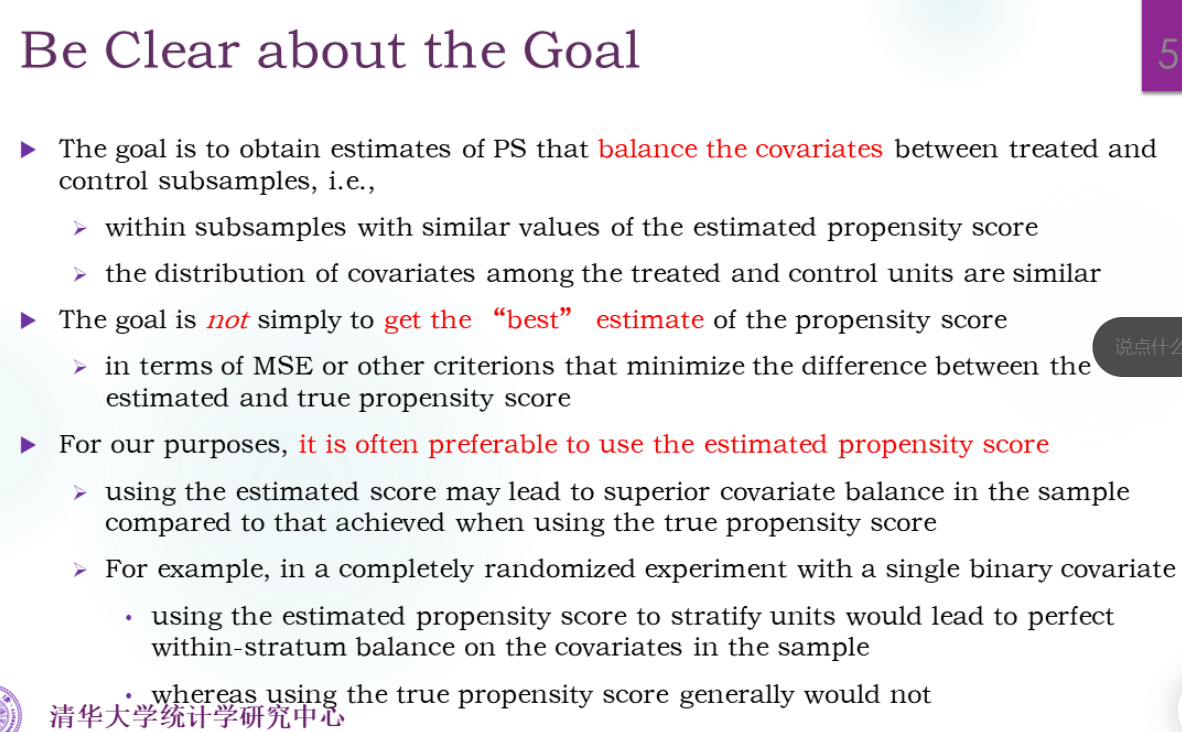 Be Clear about the Goal
5
The goal is to obtain estimates of PS that balance the covariates between treated and
control subsamples, i.e.,
within subsamples with similar values of the estimated propensity score
the distribution of covariates among the treated and control units are similar
The goal is not simply to get the “best” estimate of the propensity score
in terms of MSE or other criterions that minimize the difference between the
estimated and true propensity score
说点什么
For our purposes, it is often preferable to use the estimated propensity score
using the estimated score may lead to superior covariate balance in the sample
compared to that achieved when using the true propensity score
For example, in a completely randomized experiment with a single binary covariate
using the estimated propensity score to stratify units would lead to perfect
within-stratum balance on the covariates in the sample
whereas using the true propensity score generally would not
清华大学统计学研究中心